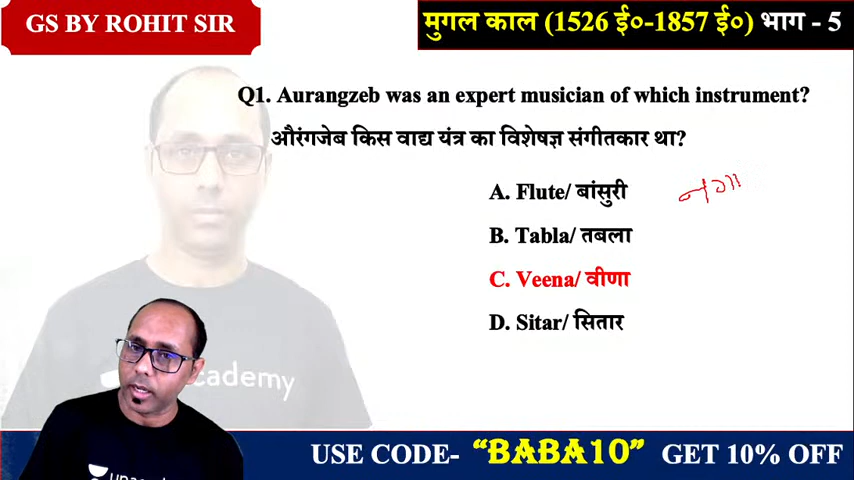 GS BY ROHIT SIR
मुगल काल (1526 ई०-1857 ई०) भाग - 5
Q1. Aurangzeb was an expert musician of which instrument?
औरंगजेब किस वाद्य यंत्र का विशेषज्ञ संगीतकार था?
A. Flute/ बांसुरी
B. Tabla/ तबला
C. Veena/ वीणा
D. Sitar/ सितार
cademy
USE CODE- “BABA10” GET 10% OFF